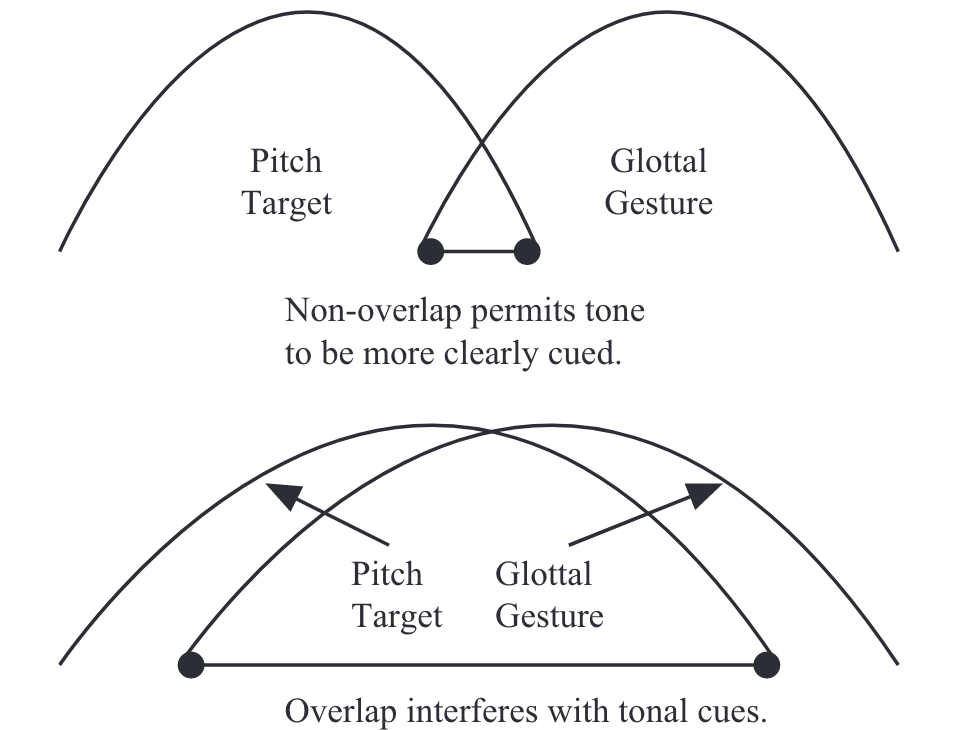 Pitch
Target
Glottal
Gesture
Non-overlap permits tone
to be more clearly cued.
Pitch
Target
Glottal
Gesture
Overlap interferes with tonal cues.